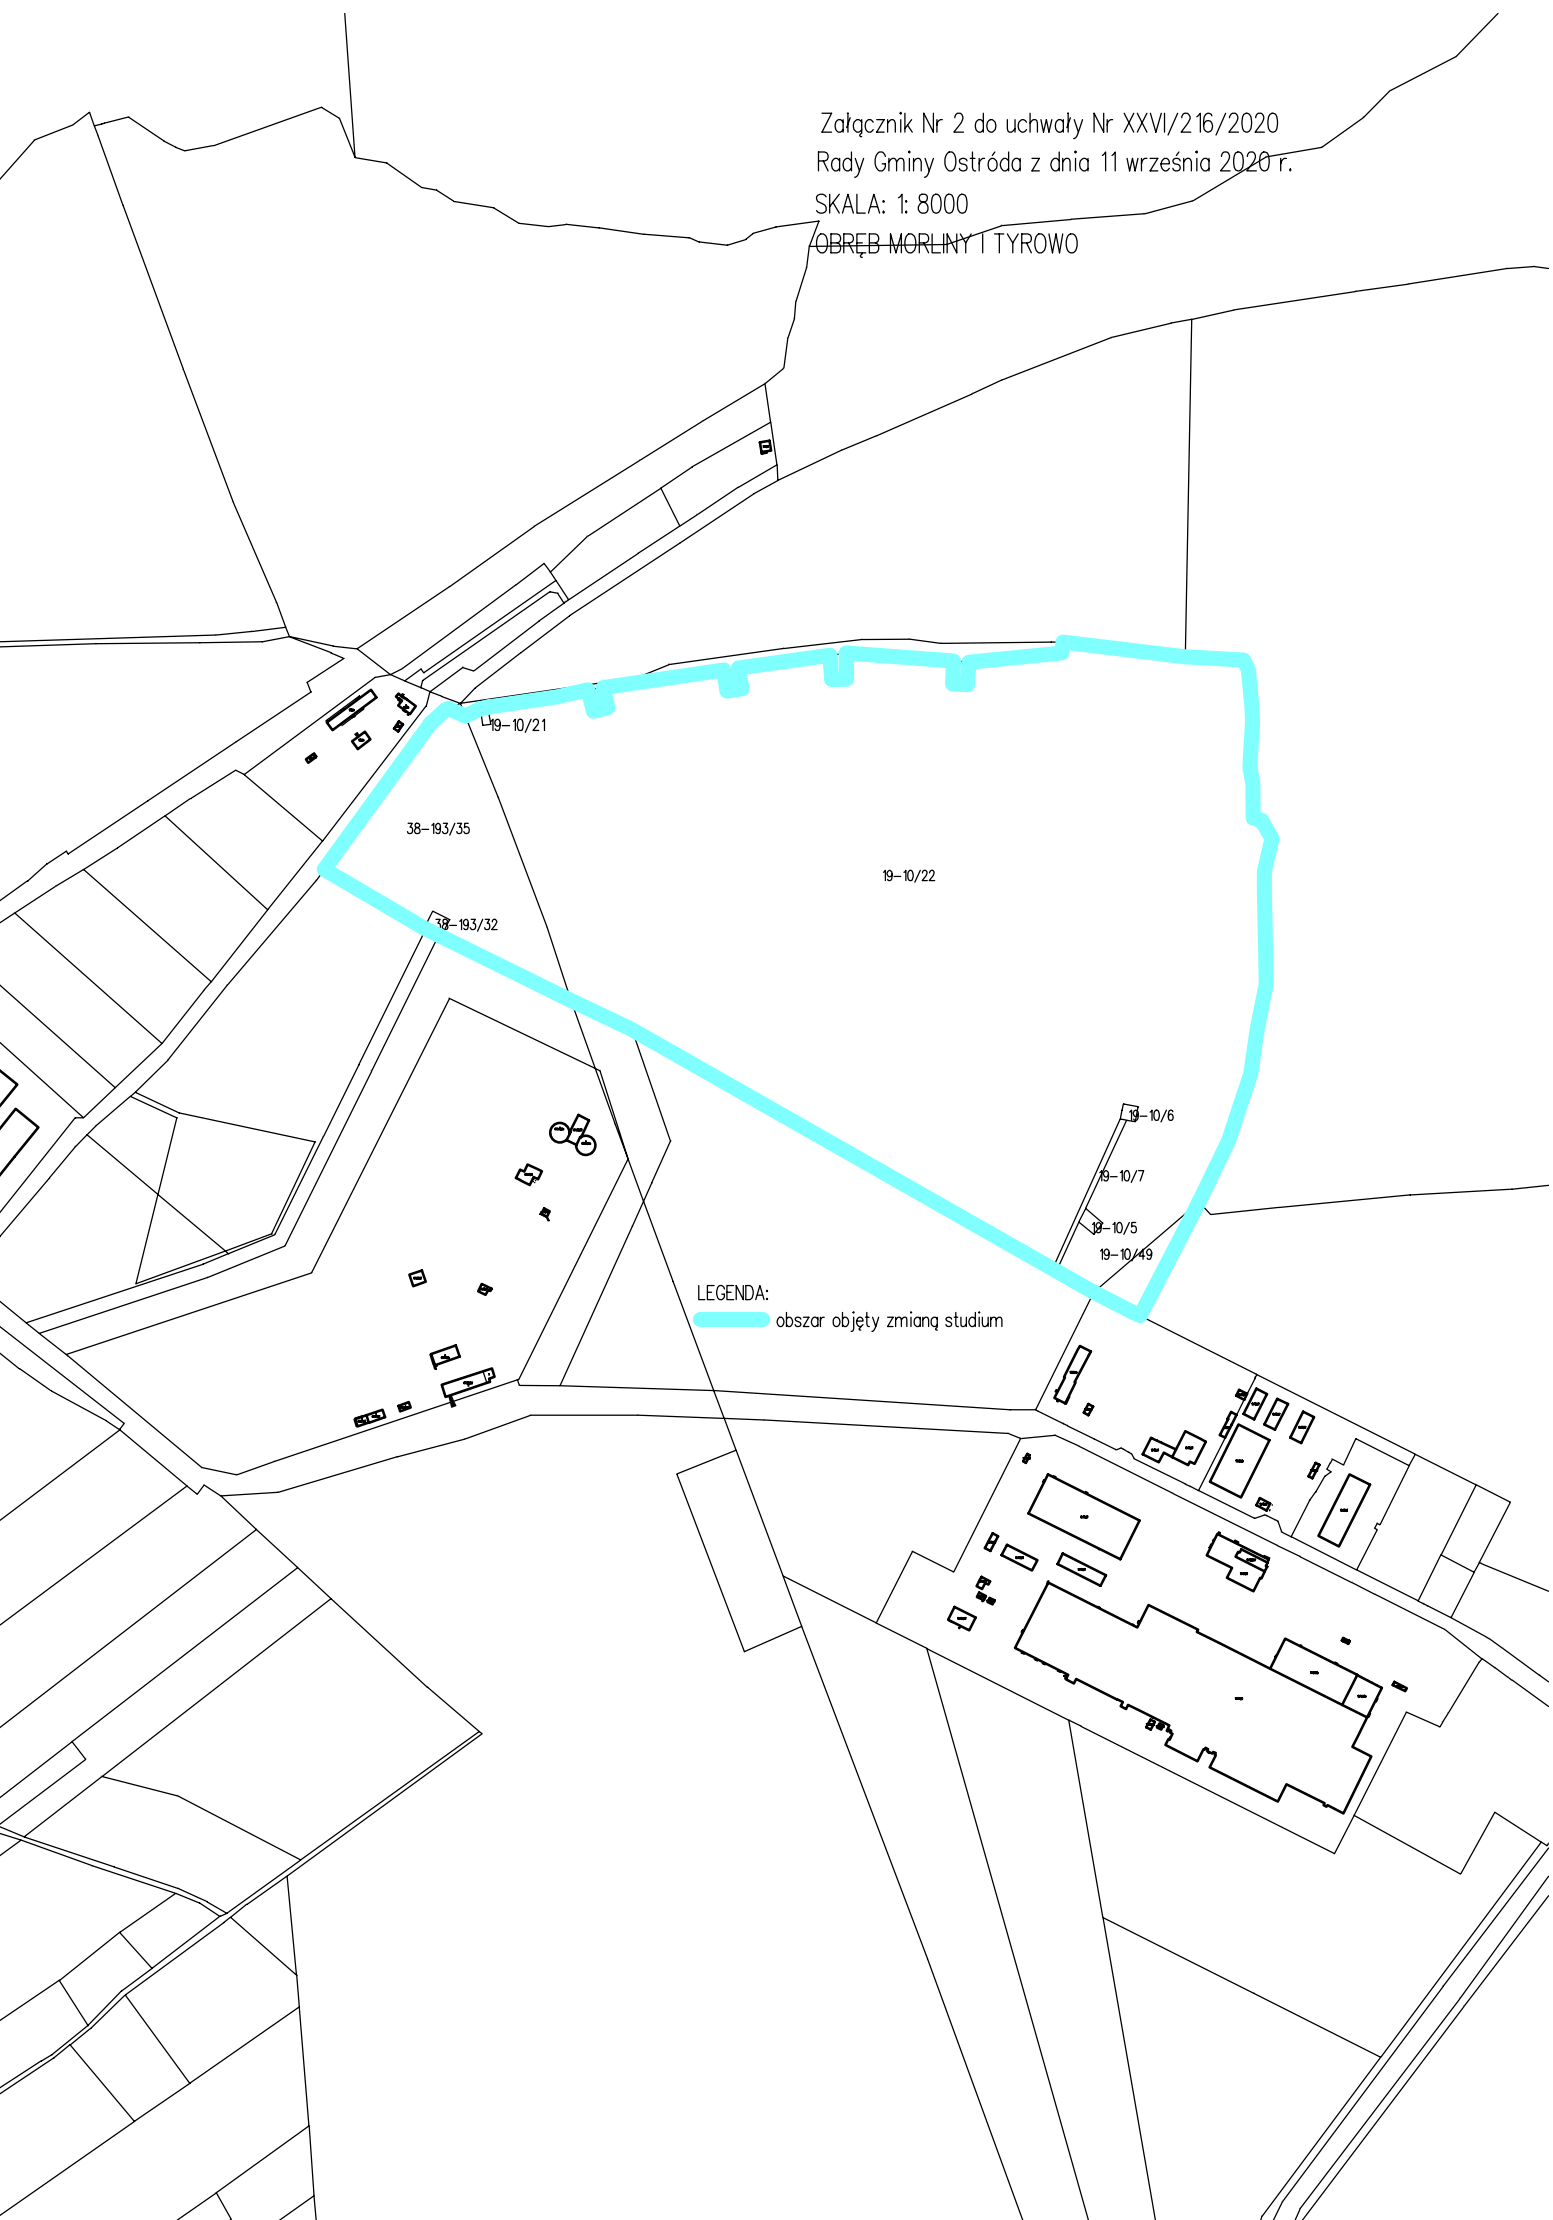 Załącznik Nr 2 do uchwały Nr XXVI/216/2020
Rady Gminy Ostróda z dnia 11 września 2020 r.
SKALA: 1: 8000
OBRĘB MORLINY I TYROWO
19-10/21
38-193/35
19-10/22
38-193/32
19-10/6
19-10/7
19-10/5
19-10/49
LEGENDA:
obszar objęty zmianą studium